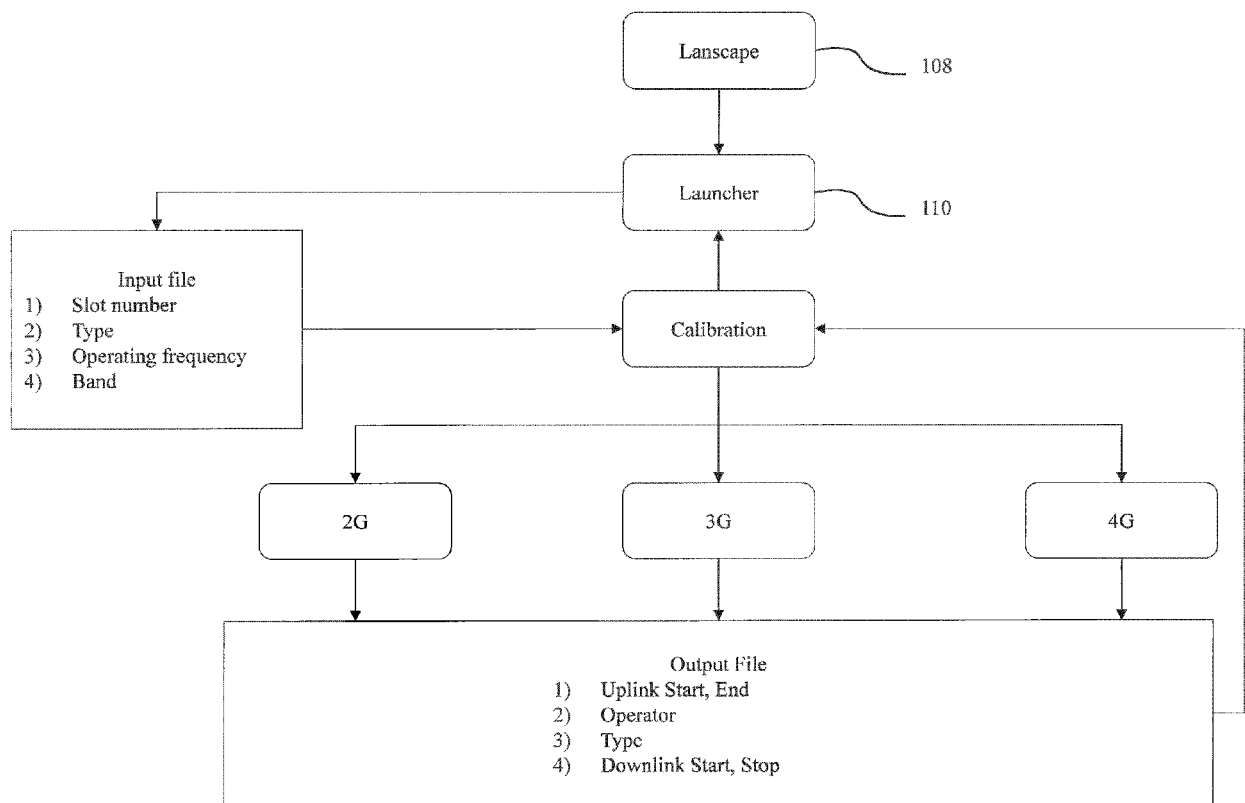 Lanscape
108
Launcher
110
Input file
1) Slot number
2) Type
3) Operating frequency
4) Band
Calibration
2G
3G
4G
Output File
1) Uplink Start, End
2) Operator
3) Type
4) Downlink Start, Stop